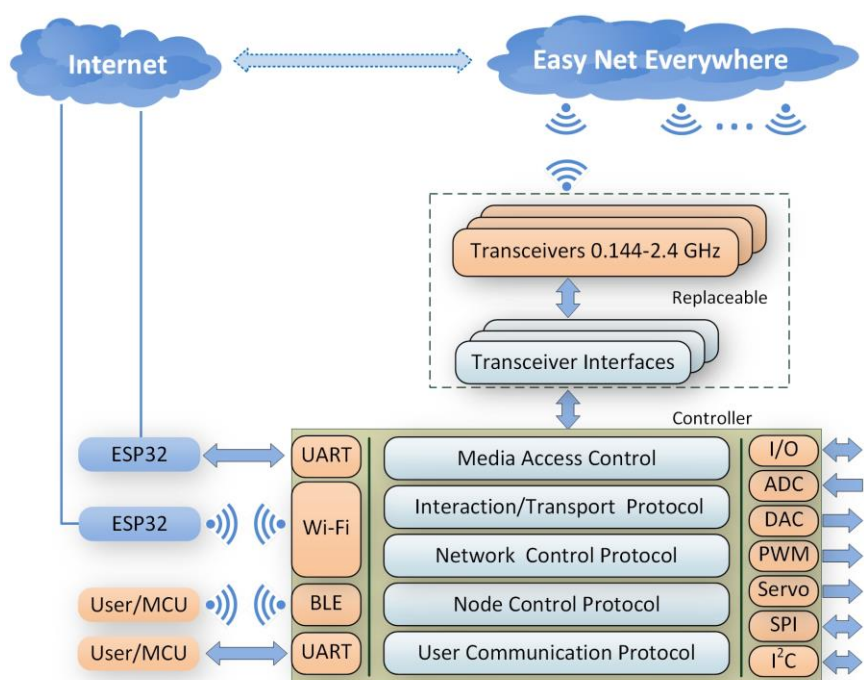 Internet
Easy Net Everywhere
Transceivers 0.144-2.4 GHz
Replaceable
Transceiver Interfaces
Controller
ESP32
UART
Media Access Control
I/O
ADC
ESP32
Wi-Fi
Interaction/Transport Protocol
DAC
Network Control Protocol
PWM
User/MCU
BLE
Node Control Protocol
Servo
SPI
User/MCU
UART
User Communication Protocol
I²C